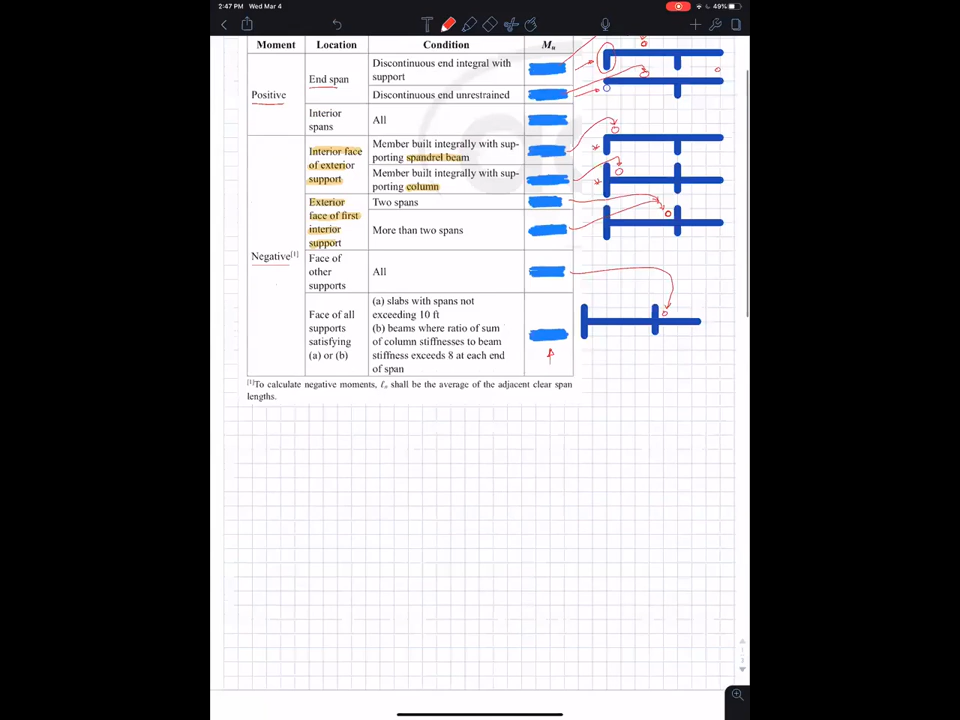 2:47 PM Wed Mar 4
49%
Moment Location Condition Mu
Positive
End span
Discontinuous end integral with
support
Discontinuous end unrestrained
Interior
spans
All
Negative[1]
Interior face
of exterior
support
Member built integrally with sup-
porting spandrel beam
Member built integrally with sup-
porting column
Exterior
face of first
interior
support
Two spans
More than two spans
Face of
other
supports
All
Face of all
supports
satisfying
(a) or (b)
(a) slabs with spans not
exceeding 10 ft
(b) beams where ratio of sum
of column stiffnesses to beam
stiffness exceeds 8 at each end
of span
[1]To calculate negative moments, ℓn shall be the average of the adjacent clear span
lengths.